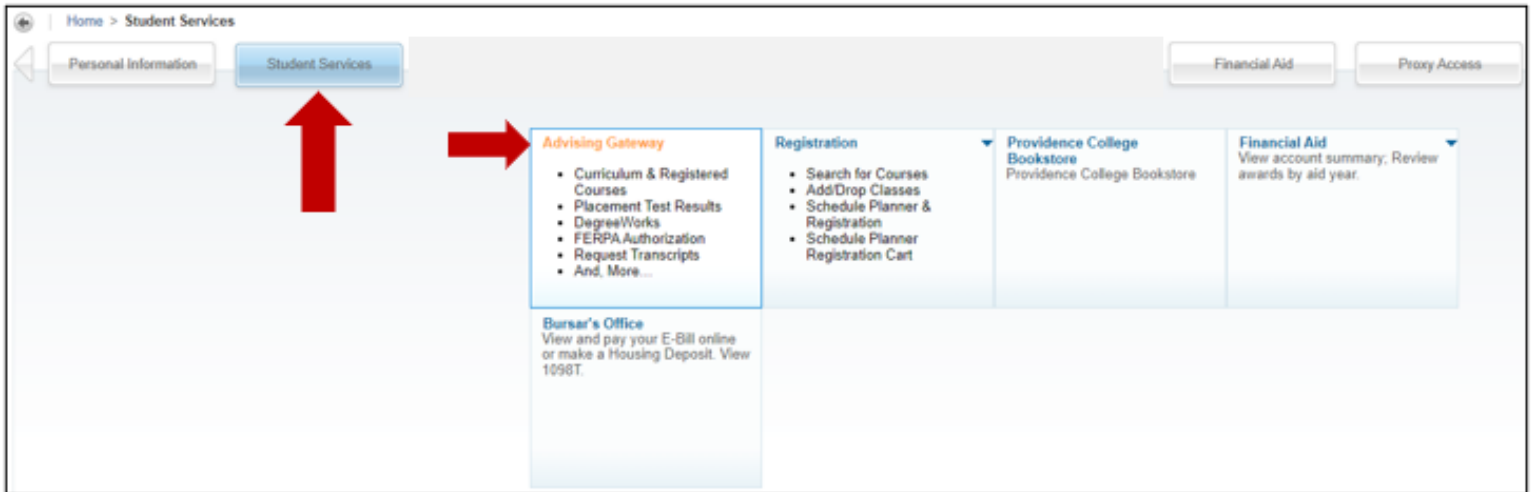 Home > Student Services
Personal Information
Student Services
Financial Aid
Proxy Access
Advising Gateway
• Curriculum & Registered
Courses
• Placement Test Results
• DegreeWorks
• FERPA Authorization
• Request Transcripts
• And, More....
Registration
• Search for Courses
• Add/Drop Classes
• Schedule Planner &
Registration
• Schedule Planner
Registration Cart
Providence College
Bookstore
Providence College Bookstore
Financial Aid
View account summary; Review
awards by aid year.
Bursar's Office
View and pay your E-Bill online
or make a Housing Deposit. View
1098T.